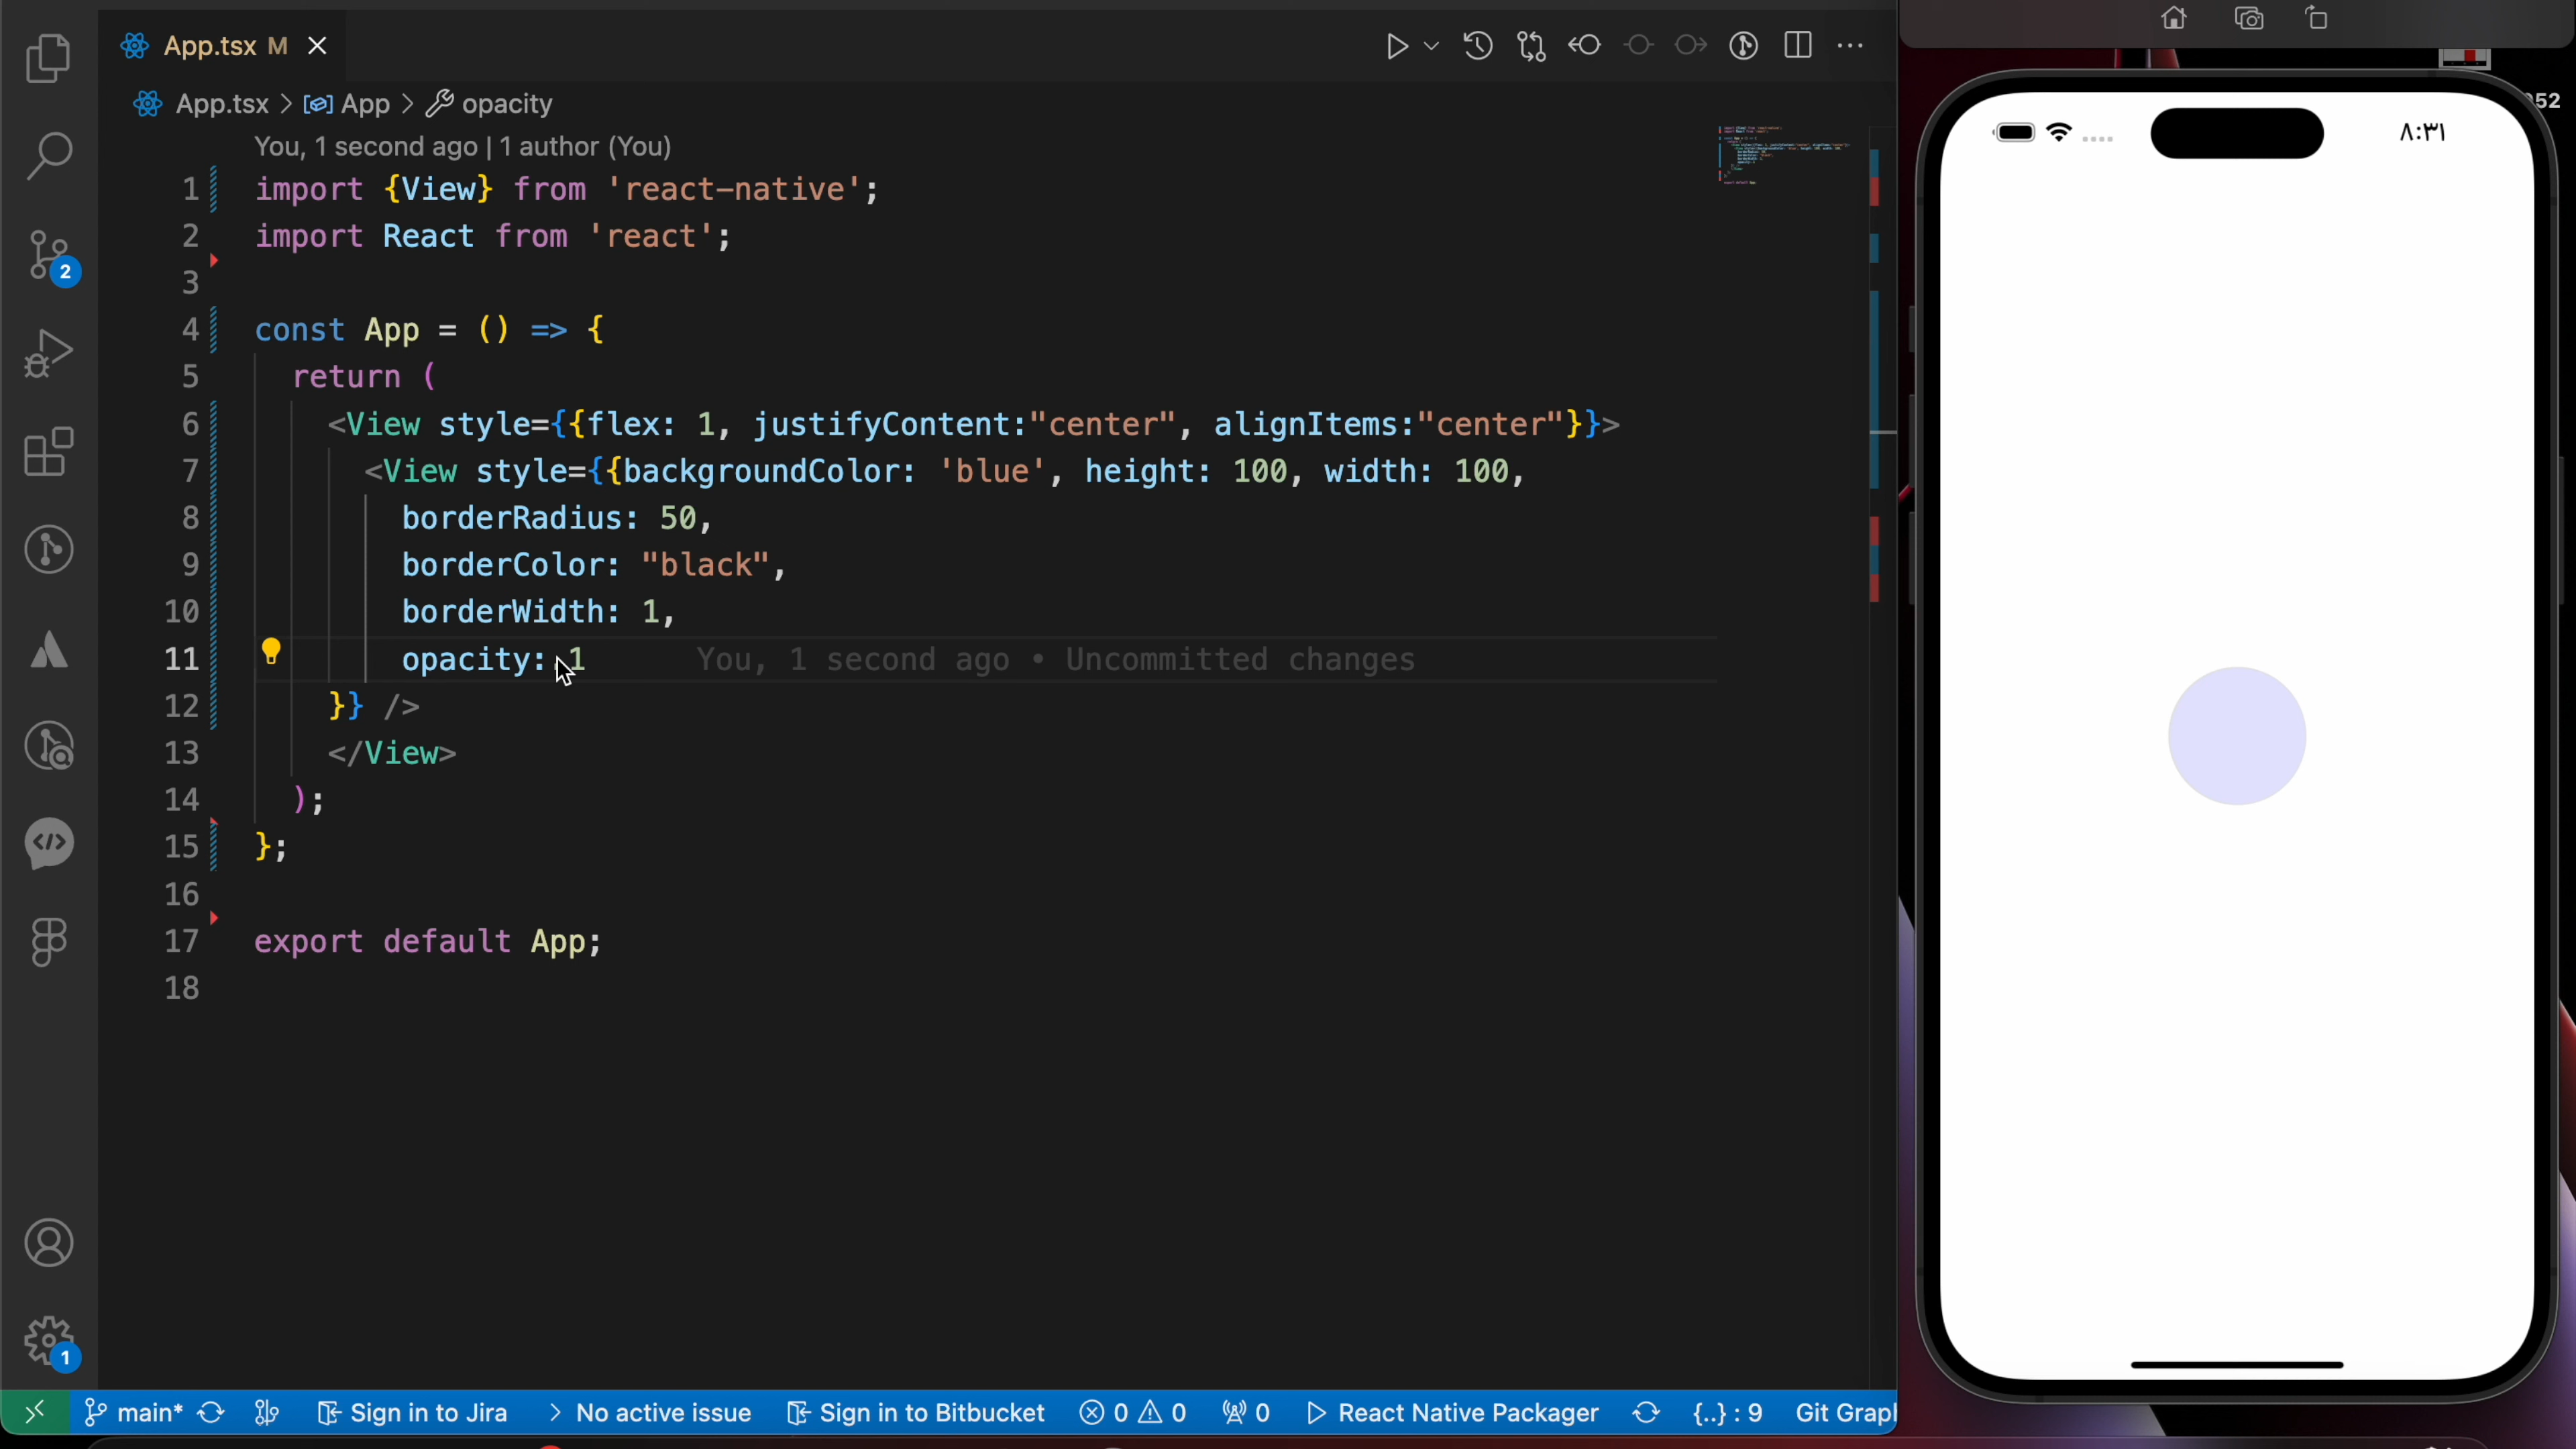 App.tsx M
App.tsx > App > opacity
You, 1 second ago | 1 author (You)
1 import {View} from 'react-native';
2 import React from 'react';
3
4 const App = () => {
5 return (
6 <View style={{flex: 1, justifyContent:"center", alignItems:"center"}}>
7 <View style={{backgroundColor: 'blue', height: 100, width: 100,
8 borderRadius: 50,
9 borderColor: "black",
10 borderWidth: 1,
11 opacity: 1 You, 1 second ago • Uncommitted changes
12 }} />
13 </View>
14 );
15 };
16
17 export default App;
18
2
1
main* Sign in to Jira > No active issue Sign in to Bitbucket 0 0 0 React Native Packager {..} : 9 Git Grap
٨:٣١
52